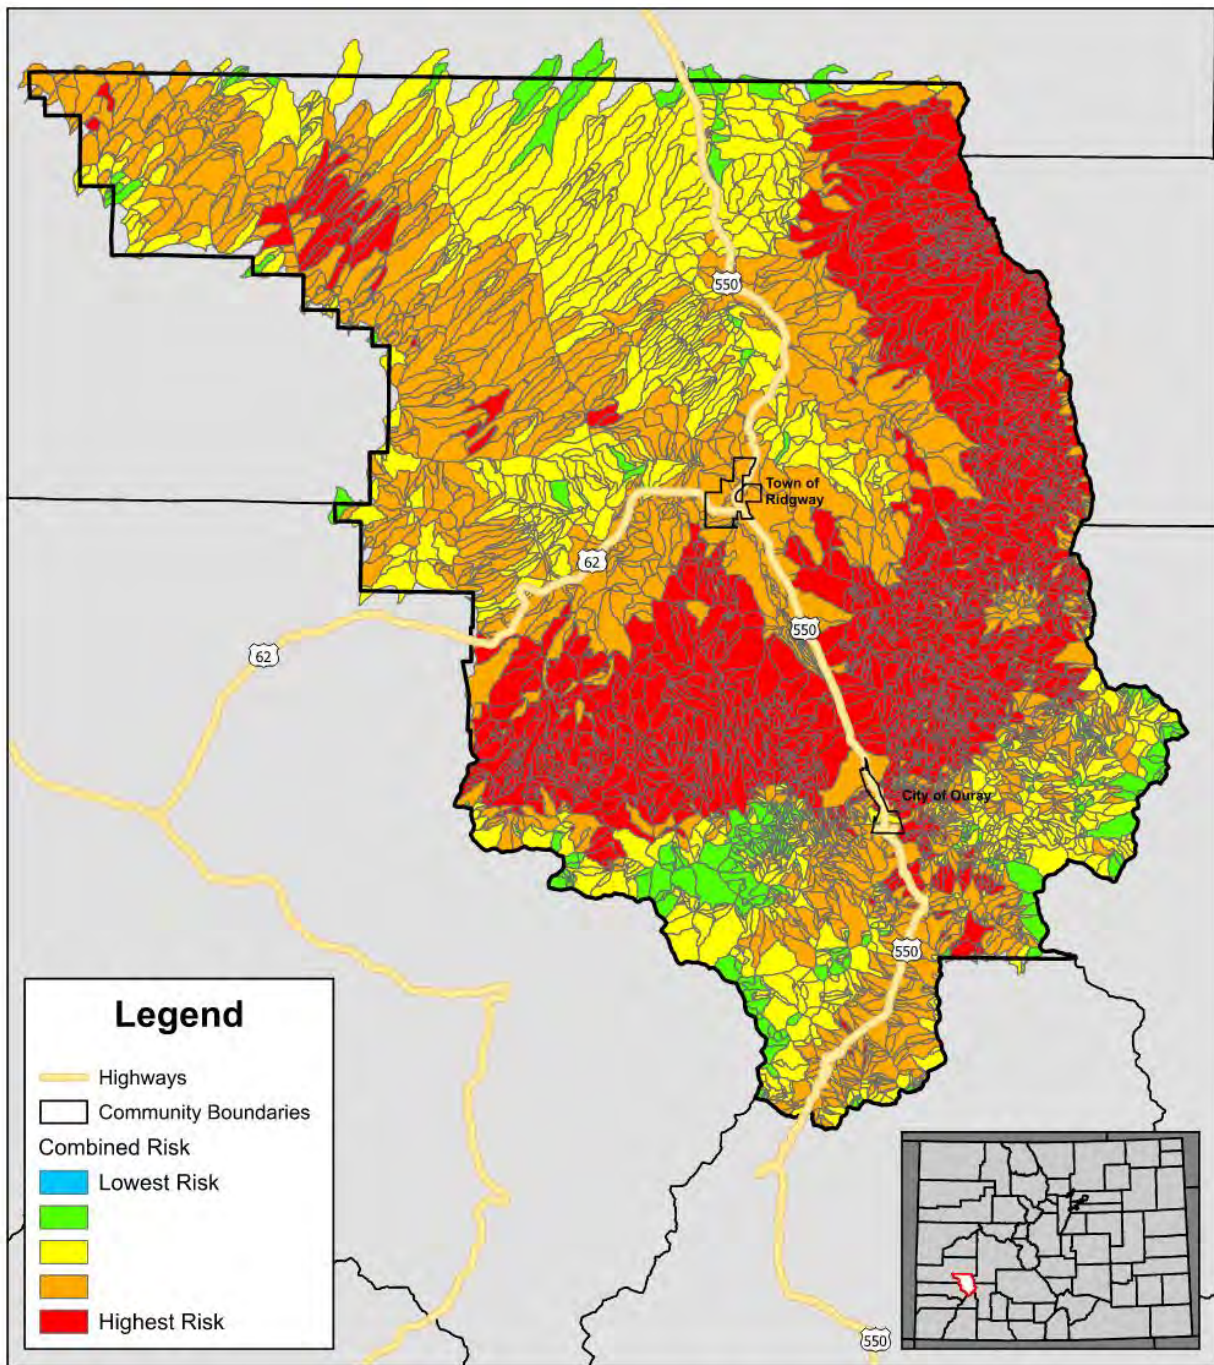 550
Town of
Ridgway
62
550
62
City of Ouray
550
Legend
Highways
Community Boundaries
Combined Risk
Lowest Risk
Highest Risk
550